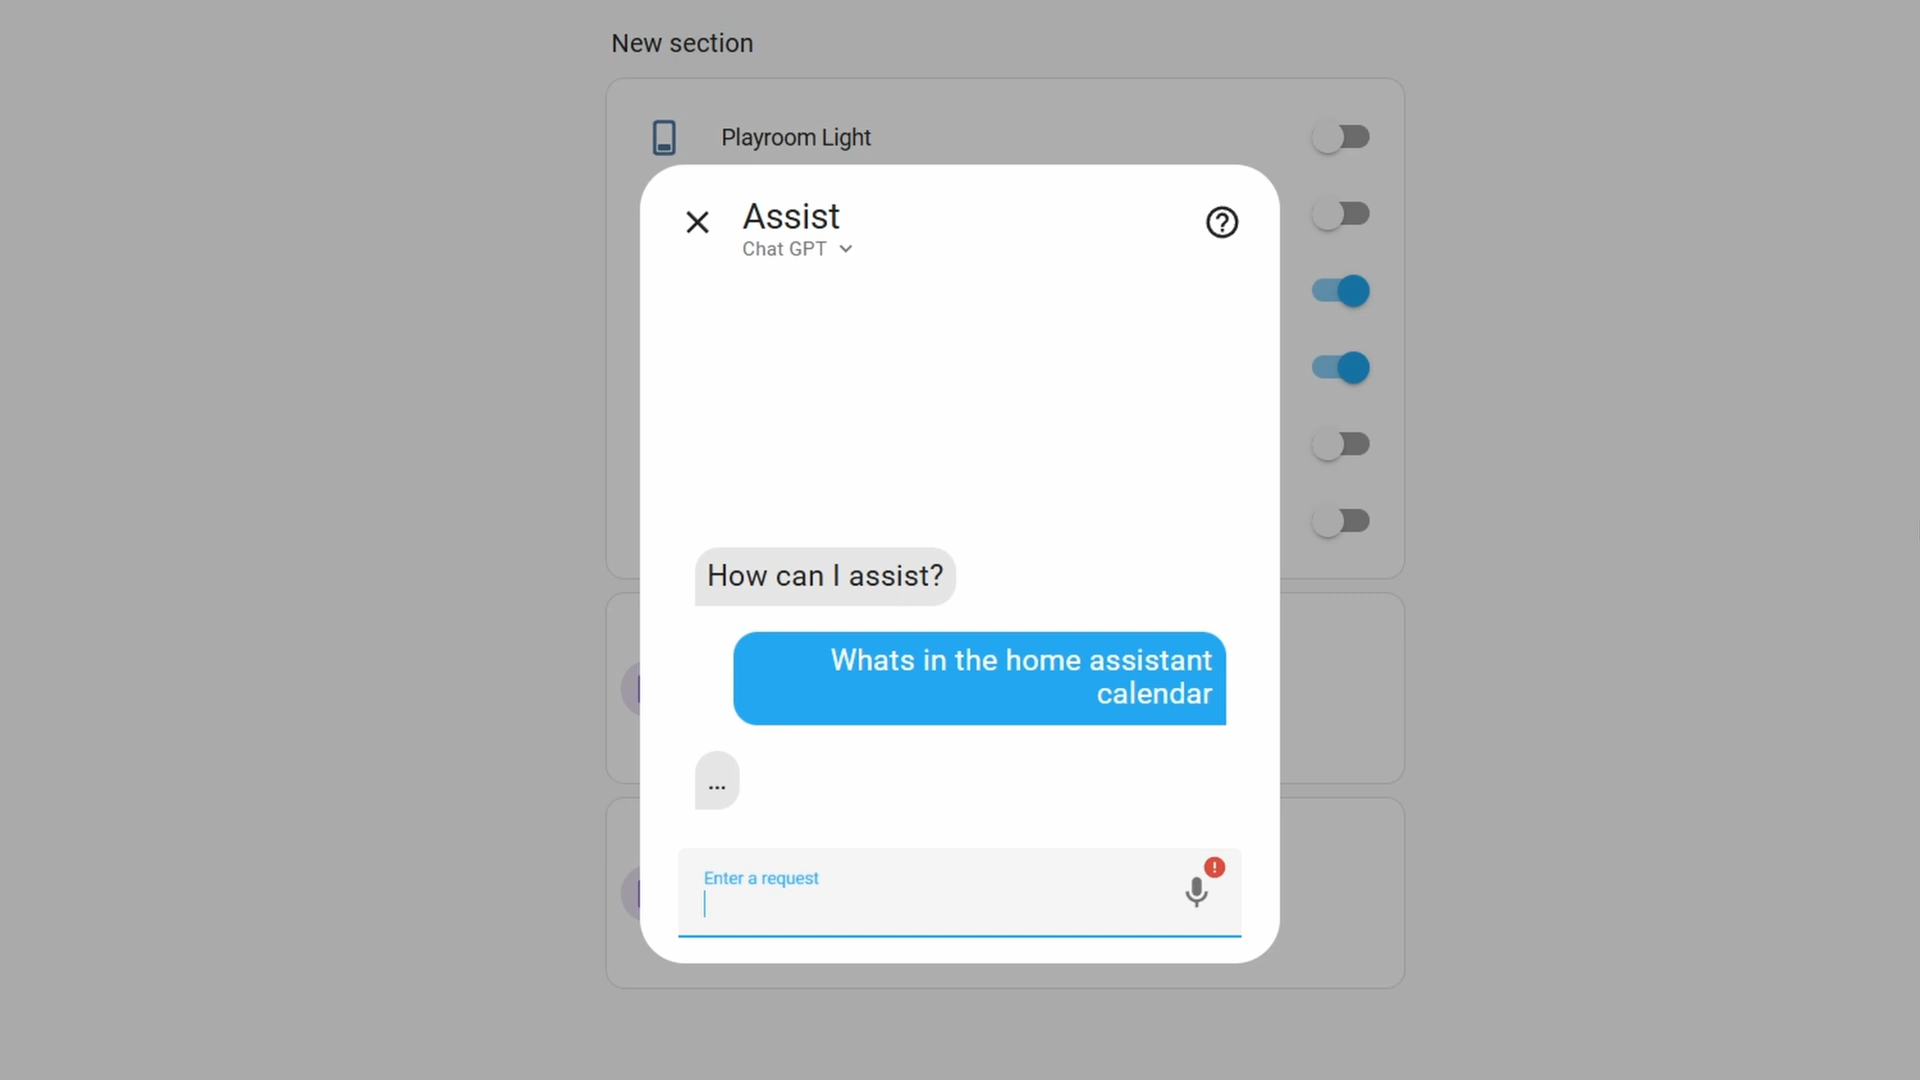 New section
Playroom Light
Assist
Chat GPT
How can I assist?
Whats in the home assistant
calendar
...
Enter a request